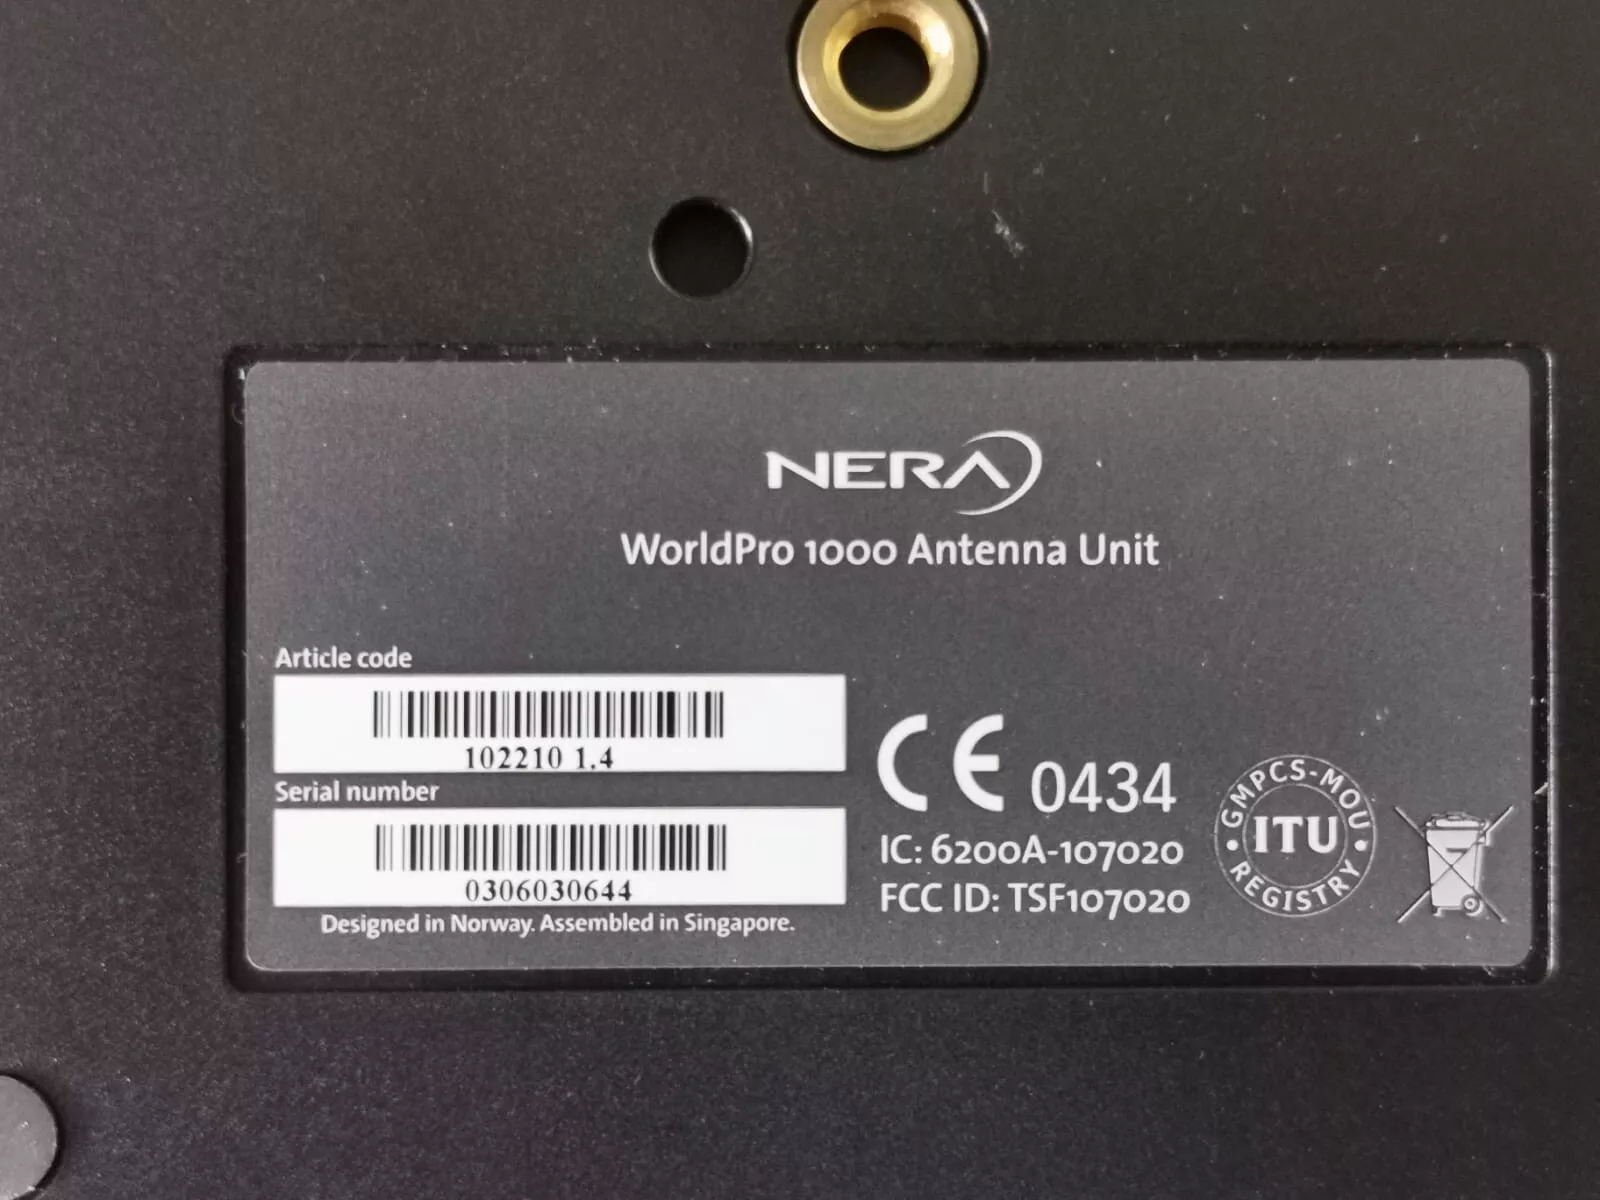 NERA
WorldPro 1000 Antenna Unit
Article code
102210 1.4
Serial number
0306030644
Designed in Norway. Assembled in Singapore.
CE 0434
IC: 6200A-107020
FCC ID: TSF107020
GMPCS-MOU
ITU
REGISTRY